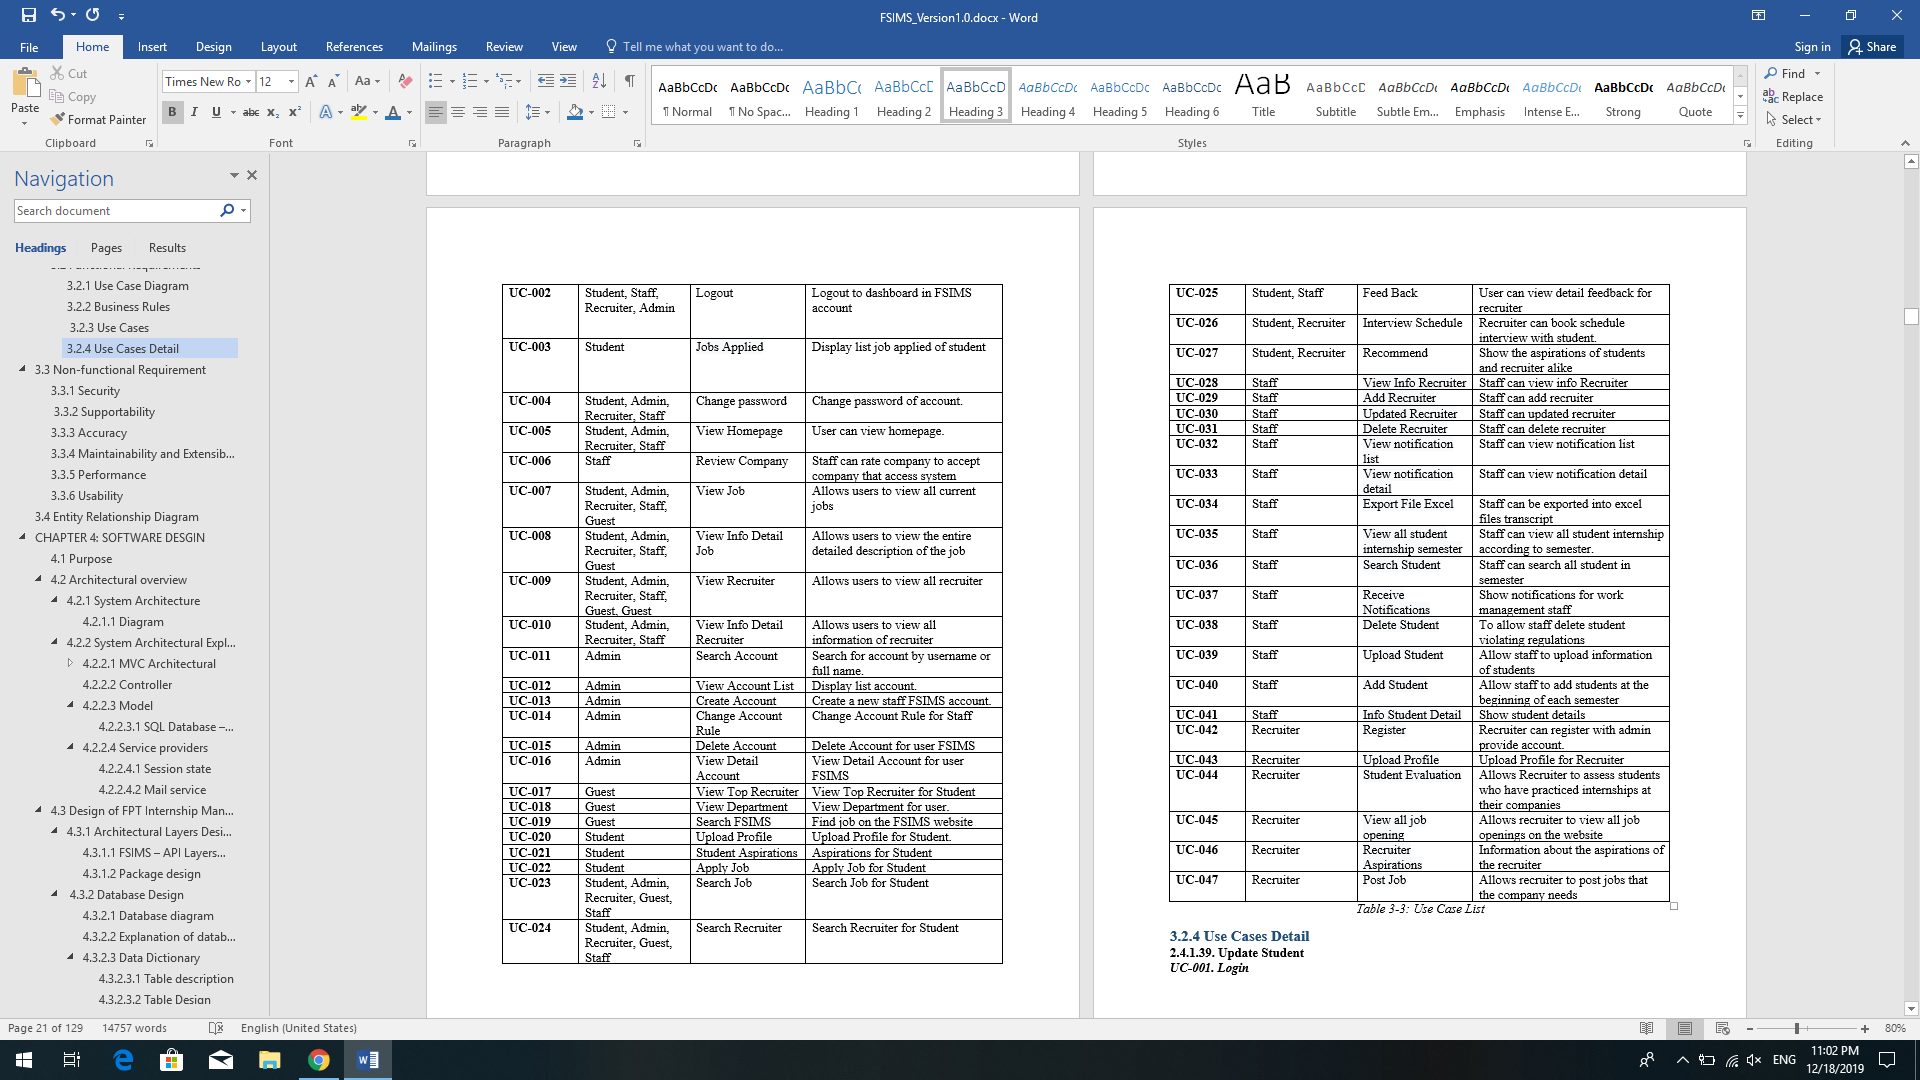 FSIMS_Version1.0.docx - Word
File Home Insert Design Layout References Mailings Review View Tell me what you want to do... Sign in Share
Paste
Cut
Copy
Format Painter
Clipboard
Times New Ro 12
Font
Paragraph
AaBbCcDc ¶ Normal
AaBbCcDc ¶ No Spac...
AaBbCc Heading 1
AaBbCcD Heading 2
AaBbCcD Heading 3
AaBbCcDc Heading 4
AaBbCcDc Heading 5
AaBbCcDc Heading 6
AaB Title
AaBbCcD Subtitle
AaBbCcDc Subtle Em...
AaBbCcDc Emphasis
AaBbCcDc Intense E...
AaBbCcDc Strong
AaBbCcDc Quote
Styles
Find
Replace
Select
Editing
Navigation
Search document
Headings Pages Results
3.2.1 Use Case Diagram
3.2.2 Business Rules
3.2.3 Use Cases
3.2.4 Use Cases Detail
3.3 Non-functional Requirement
3.3.1 Security
3.3.2 Supportability
3.3.3 Accuracy
3.3.4 Maintainability and Extensib...
3.3.5 Performance
3.3.6 Usability
3.4 Entity Relationship Diagram
CHAPTER 4: SOFTWARE DESGIN
4.1 Purpose
4.2 Architectural overview
4.2.1 System Architecture
4.2.1.1 Diagram
4.2.2 System Architectural Expl...
4.2.2.1 MVC Architectural
4.2.2.2 Controller
4.2.2.3 Model
4.2.2.3.1 SQL Database –...
4.2.2.4 Service providers
4.2.2.4.1 Session state
4.2.2.4.2 Mail service
4.3 Design of FPT Internship Man...
4.3.1 Architectural Layers Desi...
4.3.1.1 FSIMS – API Layers...
4.3.1.2 Package design
4.3.2 Database Design
4.3.2.1 Database diagram
4.3.2.2 Explanation of datab...
4.3.2.3 Data Dictionary
4.3.2.3.1 Table description
4.3.2.3.2 Table Design
UC-002 Student, Staff, Logout Logout to dashboard in FSIMS
Recruiter, Admin account
UC-003 Student Jobs Applied Display list job applied of student
UC-004 Student, Admin, Change password Change password of account.
Recruiter, Staff
UC-005 Student, Admin, View Homepage User can view homepage.
Recruiter, Staff
UC-006 Staff Review Company Staff can rate company to accept
company that access system
UC-007 Student, Admin, View Job Allows users to view all current
Recruiter, Staff, jobs
Guest
UC-008 Student, Admin, View Info Detail Allows users to view the entire
Recruiter, Staff, Job detailed description of the job
Guest
UC-009 Student, Admin, View Recruiter Allows users to view all recruiter
Recruiter, Staff,
Guest, Guest
UC-010 Student, Admin, View Info Detail Allows users to view all
Recruiter, Staff Recruiter information of recruiter
UC-011 Admin Search Account Search for account by username or
full name.
UC-012 Admin View Account List Display list account.
UC-013 Admin Create Account Create a new staff FSIMS account.
UC-014 Admin Change Account Change Account Rule for Staff
Rule
UC-015 Admin Delete Account Delete Account for user FSIMS
UC-016 Admin View Detail View Detail Account for user
Account FSIMS
UC-017 Guest View Top Recruiter View Top Recruiter for Student
UC-018 Guest View Department View Department for user.
UC-019 Guest Search FSIMS Find job on the FSIMS website
UC-020 Student Upload Profile Upload Profile for Student.
UC-021 Student Student Aspirations Aspirations for Student
UC-022 Student Apply Job Apply Job for Student
UC-023 Student, Admin, Search Job Search Job for Student
Recruiter, Guest,
Staff
UC-024 Student, Admin, Search Recruiter Search Recruiter for Student
Recruiter, Guest,
Staff
UC-025 Student, Staff Feed Back User can view detail feedback for
recruiter
UC-026 Student, Recruiter Interview Schedule Recruiter can book schedule
interview with student.
UC-027 Student, Recruiter Recommend Show the aspirations of students
and recruiter alike
UC-028 Staff View Info Recruiter Staff can view info Recruiter
UC-029 Staff Add Recruiter Staff can add recruiter
UC-030 Staff Updated Recruiter Staff can updated recruiter
UC-031 Staff Delete Recruiter Staff can delete recruiter
UC-032 Staff View notification Staff can view notification list
list
UC-033 Staff View notification Staff can view notification detail
detail
UC-034 Staff Export File Excel Staff can be exported into excel
files transcript
UC-035 Staff View all student Staff can view all student internship
internship semester according to semester.
UC-036 Staff Search Student Staff can search all student in
semester
UC-037 Staff Receive Show notifications for work
Notifications management staff
UC-038 Staff Delete Student To allow staff delete student
violating regulations
UC-039 Staff Upload Student Allow staff to upload information
of students
UC-040 Staff Add Student Allow staff to add students at the
beginning of each semester
UC-041 Staff Info Student Detail Show student details
UC-042 Recruiter Register Recruiter can register with admin
provide account.
UC-043 Recruiter Upload Profile Upload Profile for Recruiter
UC-044 Recruiter Student Evaluation Allows Recruiter to assess students
who have practiced internships at
their companies
UC-045 Recruiter View all job Allows recruiter to view all job
opening openings on the website
UC-046 Recruiter Recruiter Information about the aspirations of
Aspirations the recruiter
UC-047 Recruiter Post Job Allows recruiter to post jobs that
the company needs
Table 3-3: Use Case List
3.2.4 Use Cases Detail
2.4.1.39. Update Student
UC-001. Login
Page 21 of 129 14757 words English (United States) 80%
ENG 11:02 PM
12/18/2019